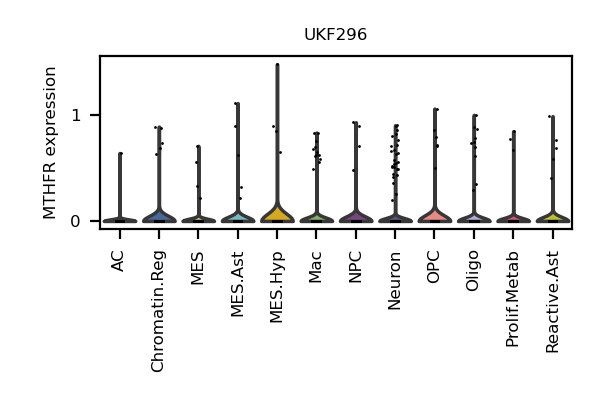 UKF296
MTHFR expression
1
0
AC
Chromatin.Reg
MES
MES.Ast
MES.Hyp
Mac
NPC
Neuron
OPC
Oligo
Prolif.Metab
Reactive.Ast